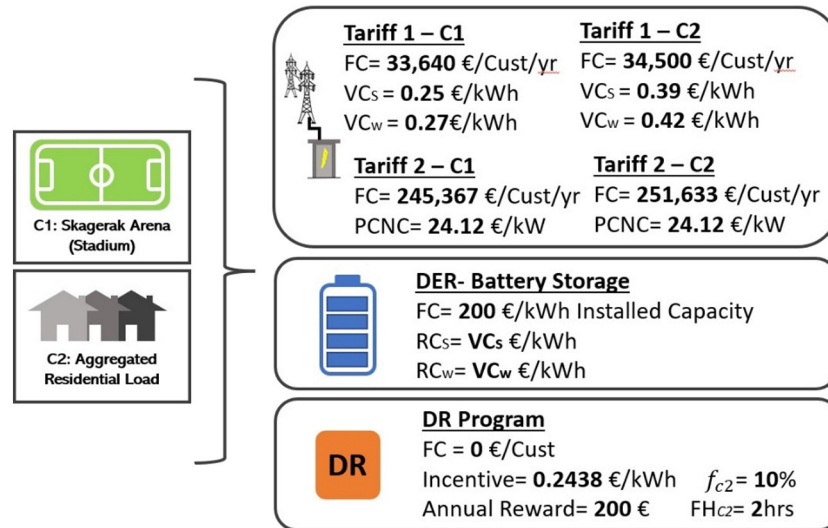 Tariff 1 – C1
FC= 33,640 €/Cust/yr
VCS = 0.25 €/kWh
VCW = 0.27€/kWh
Tariff 1 – C2
FC= 34,500 €/Cust/yr
VCS = 0.39 €/kWh
VCW = 0.42 €/kWh
Tariff 2 – C1
FC= 245,367 €/Cust/yr
PCNC= 24.12 €/kW
Tariff 2 – C2
FC= 251,633 €/Cust/yr
PCNC= 24.12 €/kW
C1: Skagerak Arena
(Stadium)
C2: Aggregated
Residential Load
DER- Battery Storage
FC= 200 €/kWh Installed Capacity
RCS= VCs €/kWh
RCW= VCw €/kWh
DR
DR Program
FC = 0 €/Cust
Incentive= 0.2438 €/kWh fc2= 10%
Annual Reward= 200 € FHC2= 2hrs